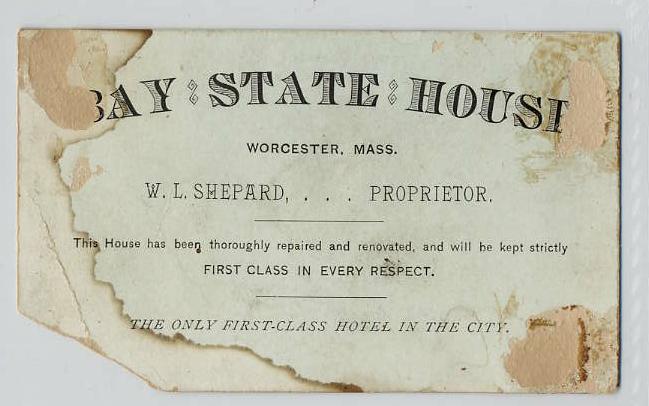 BAY STATE HOUSE
WORCESTER, MASS.
W. L. SHEPARD, . . . PROPRIETOR.
This House has been thoroughly repaired and renovated, and will be kept strictly
FIRST CLASS IN EVERY RESPECT.
THE ONLY FIRST-CLASS HOTEL IN THE CITY.